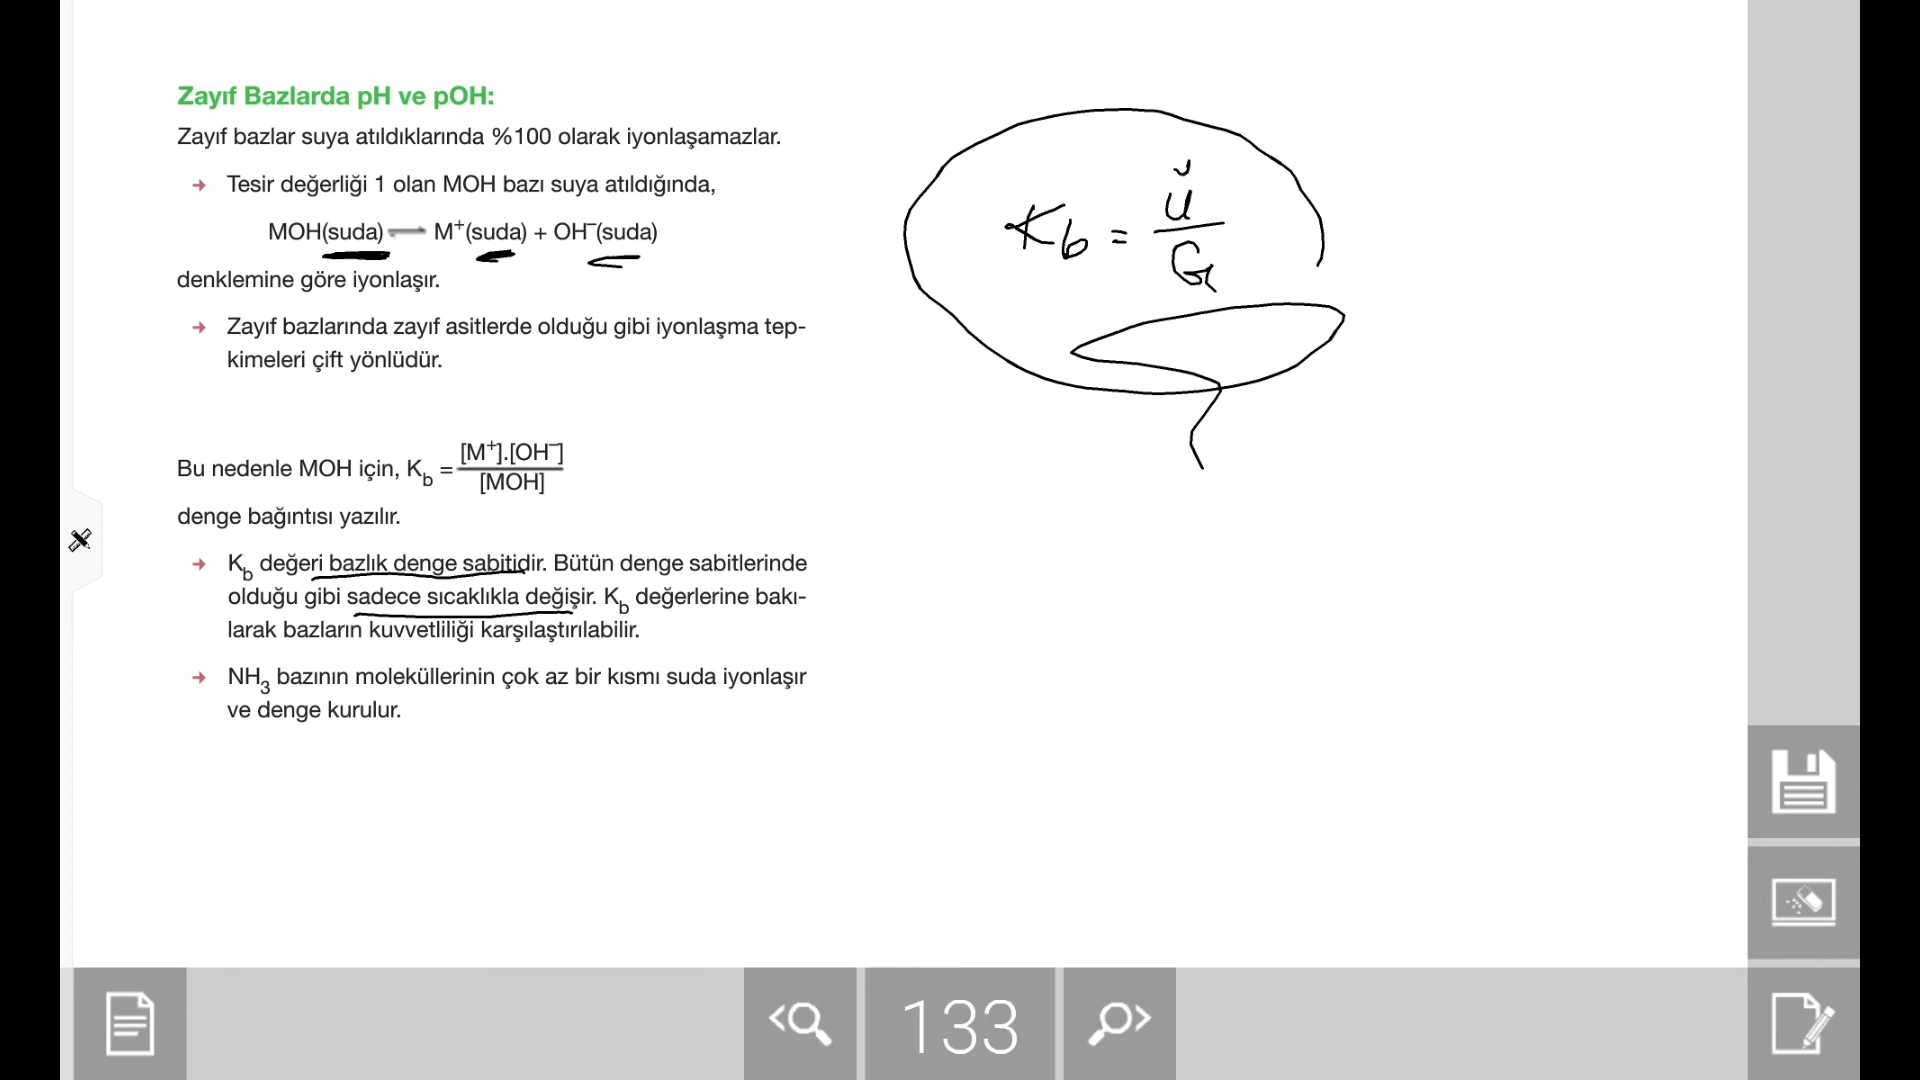 Zayıf Bazlarda pH ve pOH:
Zayıf bazlar suya atıldıklarında %100 olarak iyonlaşamazlar.
→ Tesir değerliği 1 olan MOH bazı suya atıldığında,
MOH(suda) ⇌ M⁺(suda) + OH⁻(suda)
denklemine göre iyonlaşır.
→ Zayıf bazlarında zayıf asitlerde olduğu gibi iyonlaşma tep-
kimeleri çift yönlüdür.
Bu nedenle MOH için, K_b = [M⁺].[OH⁻] / [MOH]
denge bağıntısı yazılır.
→ K_b değeri bazlık denge sabitidir. Bütün denge sabitlerinde
olduğu gibi sadece sıcaklıkla değişir. K_b değerlerine bakı-
larak bazların kuvvetliliği karşılaştırılabilir.
→ NH₃ bazının moleküllerinin çok az bir kısmı suda iyonlaşır
ve denge kurulur.
K_b = Ü / G
133